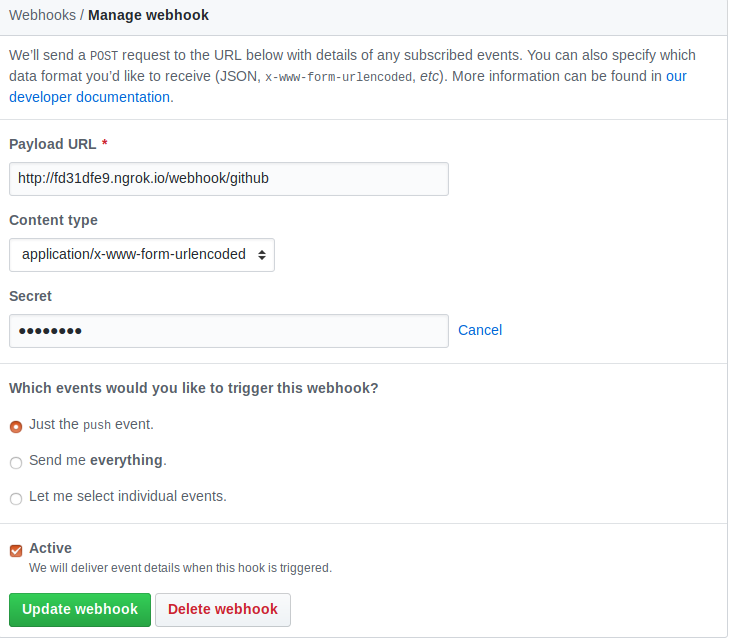 Webhooks / Manage webhook
We'll send a POST request to the URL below with details of any subscribed events. You can also specify which
data format you'd like to receive (JSON, x-www-form-urlencoded, etc). More information can be found in our
developer documentation.
Payload URL *
http://fd31dfe9.ngrok.io/webhook/github
Content type
application/x-www-form-urlencoded
Secret
●●●●●●●● Cancel
Which events would you like to trigger this webhook?
Just the push event.
Send me everything.
Let me select individual events.
Active
We will deliver event details when this hook is triggered.
Update webhook Delete webhook